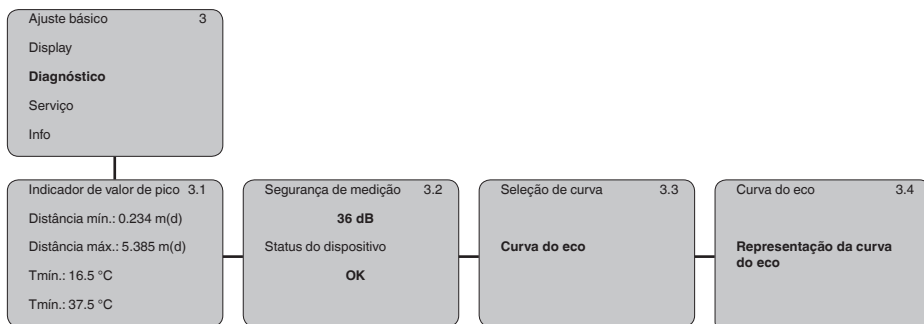 Ajuste básico 3
Display
Diagnóstico
Serviço
Info
Indicador de valor de pico 3.1
Distância mín.: 0.234 m(d)
Distância máx.: 5.385 m(d)
Tmín.: 16.5 °C
Tmín.: 37.5 °C
Segurança de medição 3.2
36 dB
Status do dispositivo
OK
Seleção de curva 3.3
Curva do eco
Curva do eco 3.4
Representação da curva
do eco